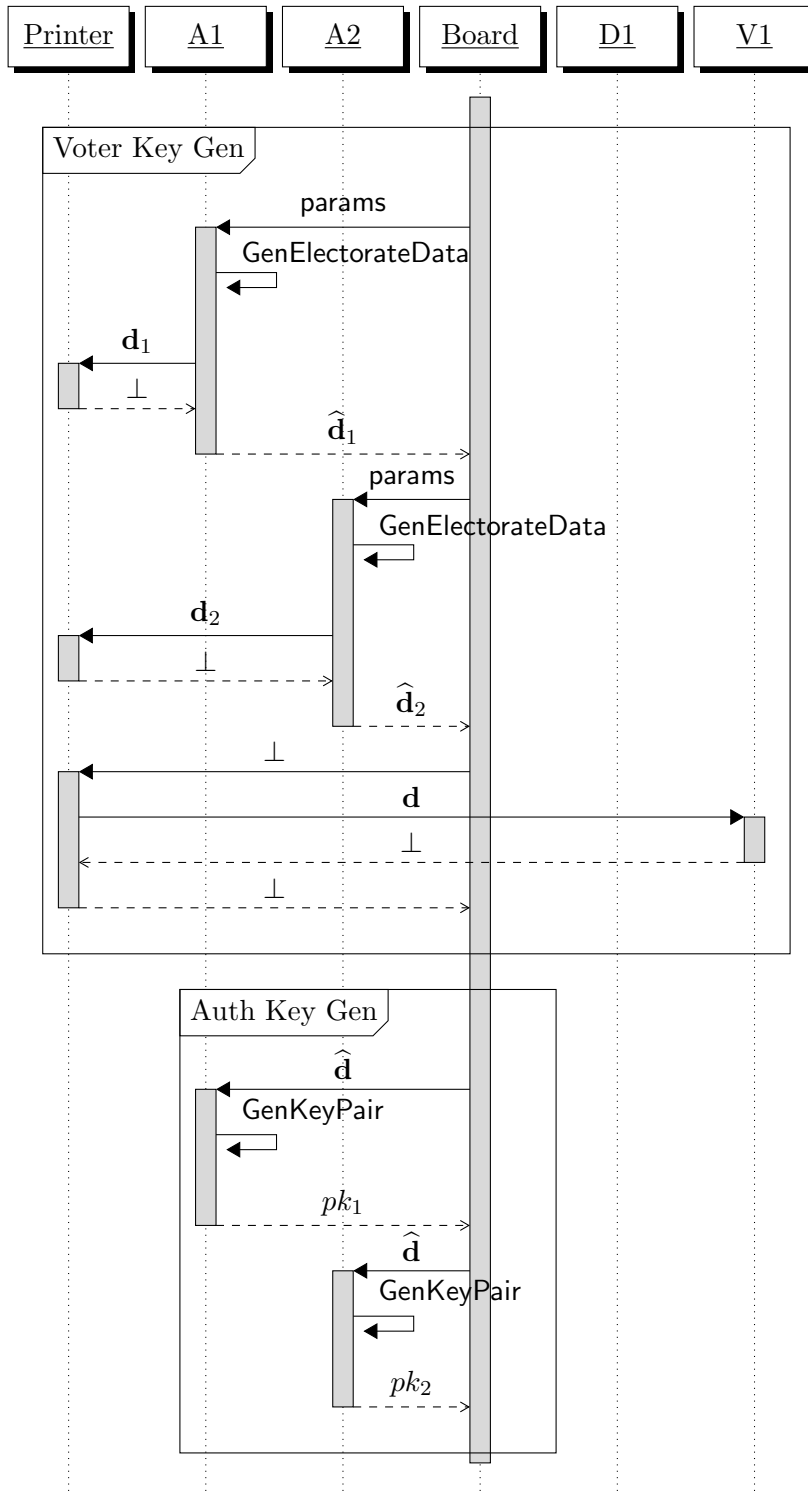 Printer A1 A2 Board D1 V1
Voter Key Gen
params
GenElectorateData
𝐝₁
⊥
𝐝̂₁
params
GenElectorateData
𝐝₂
⊥
𝐝̂₂
⊥
𝐝
⊥
⊥
Auth Key Gen
𝐝̂
GenKeyPair
pk₁
𝐝̂
GenKeyPair
pk₂